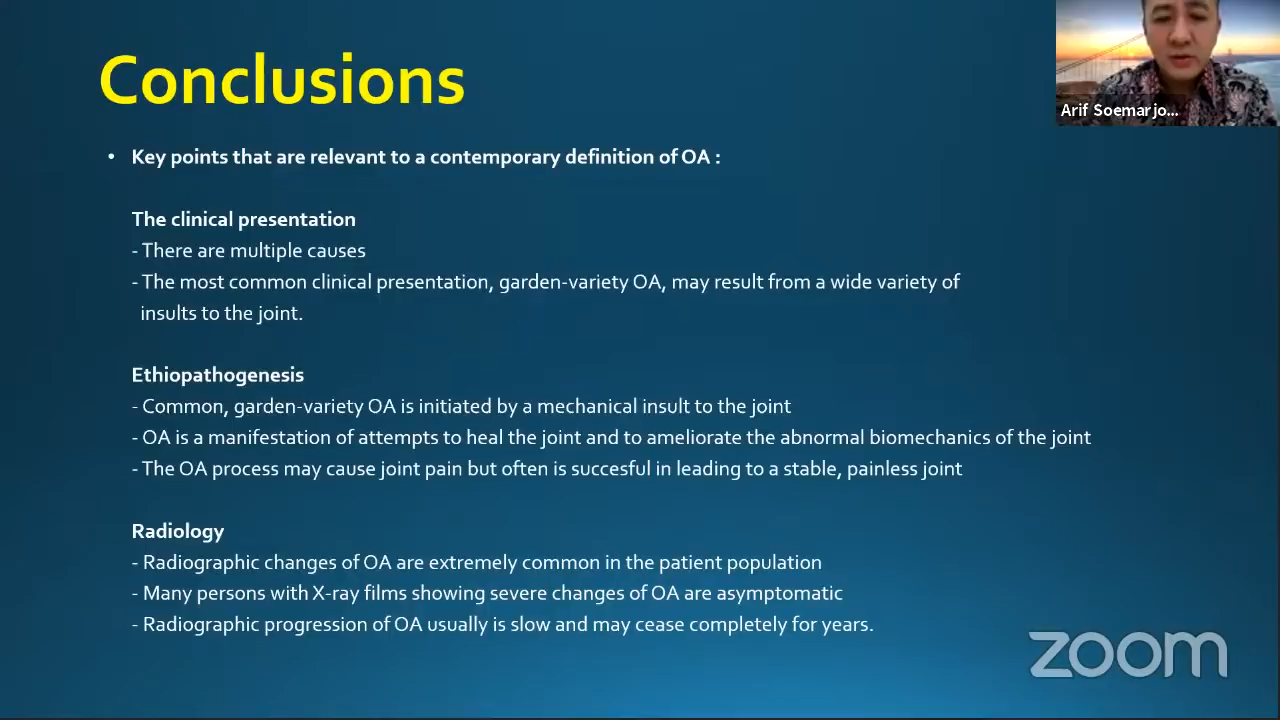 Conclusions
Arif Soemarjo...
• Key points that are relevant to a contemporary definition of OA :
The clinical presentation
- There are multiple causes
- The most common clinical presentation, garden-variety OA, may result from a wide variety of
insults to the joint.
Ethiopathogenesis
- Common, garden-variety OA is initiated by a mechanical insult to the joint
- OA is a manifestation of attempts to heal the joint and to ameliorate the abnormal biomechanics of the joint
- The OA process may cause joint pain but often is succesful in leading to a stable, painless joint
Radiology
- Radiographic changes of OA are extremely common in the patient population
- Many persons with X-ray films showing severe changes of OA are asymptomatic
- Radiographic progression of OA usually is slow and may cease completely for years.
zoom